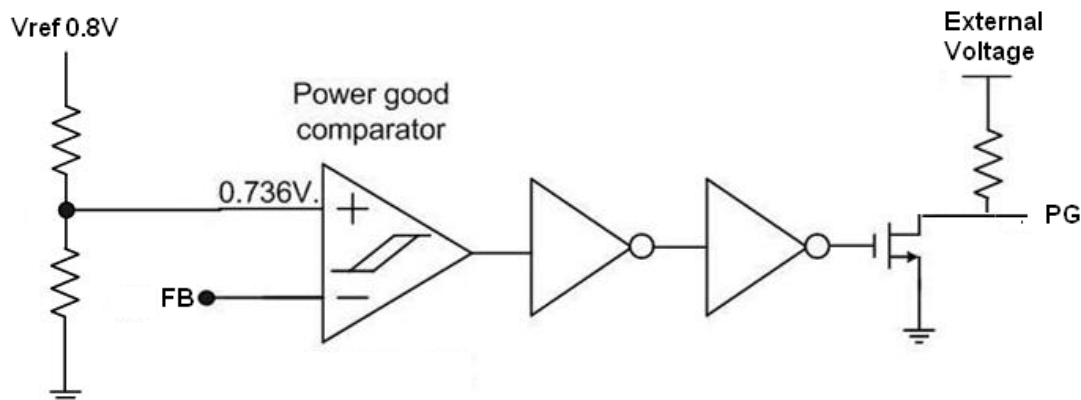 Vref 0.8V
External
Voltage
Power good
comparator
0.736V.
+
−
FB
PG